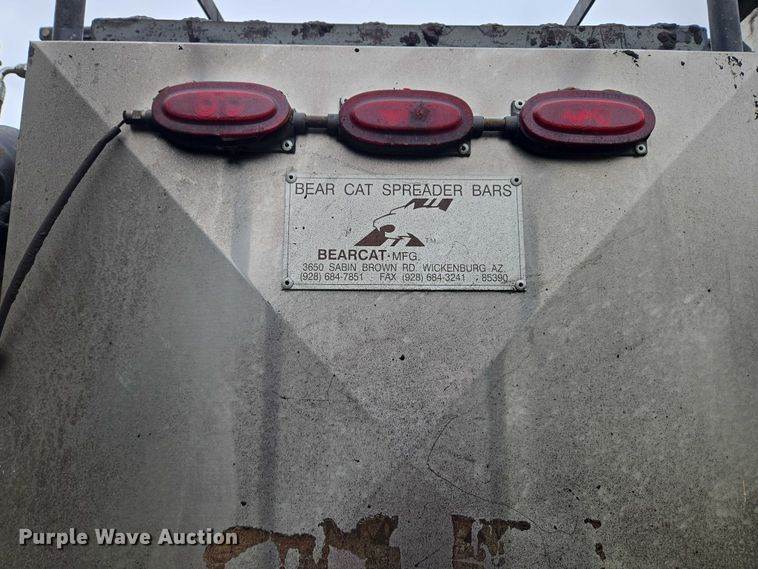 BEAR CAT SPREADER BARS
TM
BEARCAT-MFG.
3650 SABIN BROWN RD. WICKENBURG AZ.
(928) 684-7851 FAX (928) 684-3241 85390
Purple Wave Auction